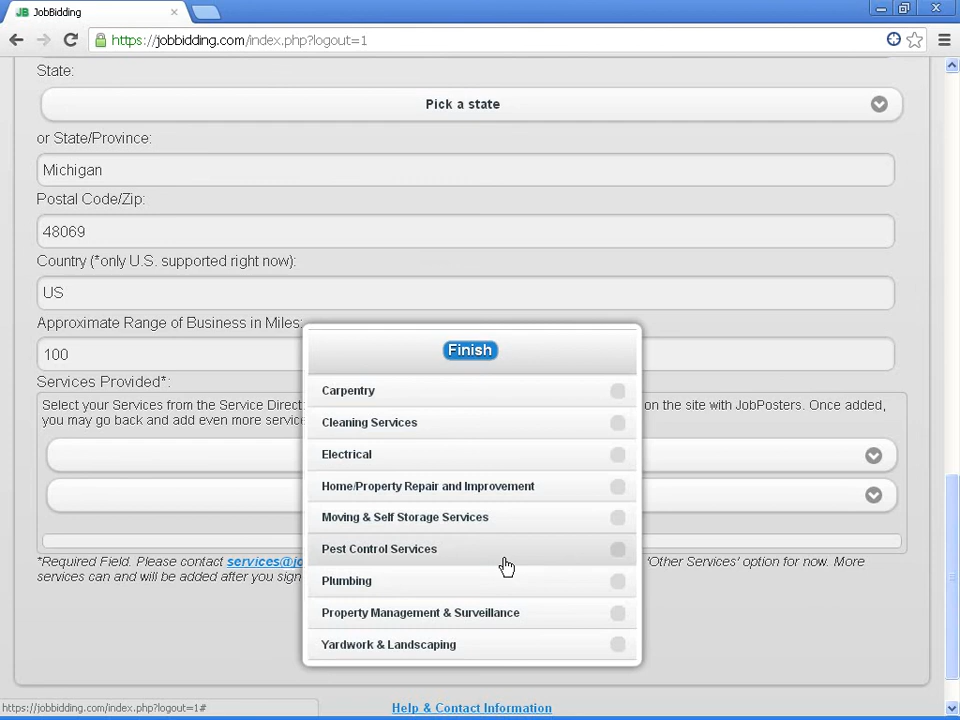 JobBidding
https://jobbidding.com/index.php?logout=1
State:
Pick a state
or State/Province:
Michigan
Postal Code/Zip:
48069
Country (*only U.S. supported right now):
US
Approximate Range of Business in Miles:
100
Services Provided*:
Select your Services from the Service Direct
on the site with JobPosters. Once added,
you may go back and add even more servic
Finish
Carpentry
Cleaning Services
Electrical
Home/Property Repair and Improvement
Moving & Self Storage Services
Pest Control Services
Plumbing
Property Management & Surveillance
Yardwork & Landscaping
*Required Field. Please contact services@jo
'Other Services' option for now. More
services can and will be added after you sign
https://jobbidding.com/index.php?logout=1#
Help & Contact Information